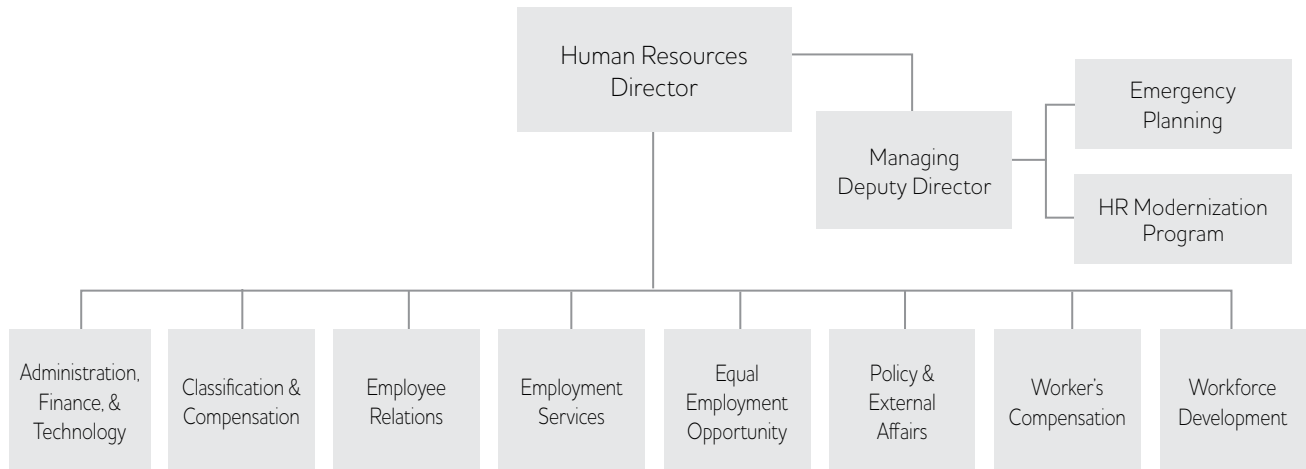 Human Resources
Director
Managing
Deputy Director
Emergency
Planning
HR Modernization
Program
Administration,
Finance, &
Technology
Classification &
Compensation
Employee
Relations
Employment
Services
Equal
Employment
Opportunity
Policy &
External
Affairs
Worker's
Compensation
Workforce
Development